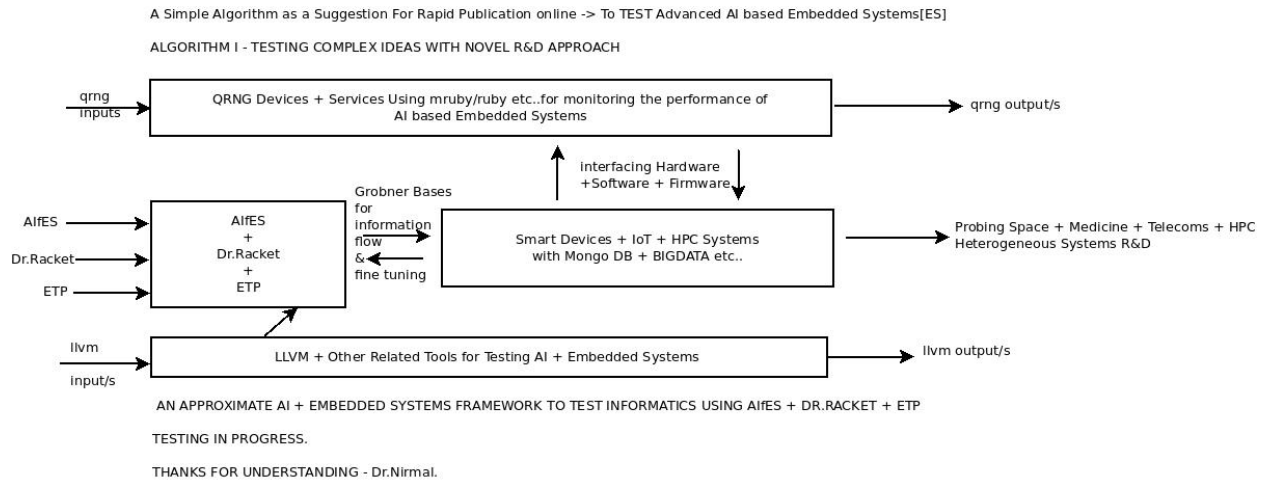 A Simple Algorithm as a Suggestion For Rapid Publication online -> To TEST Advanced AI based Embedded Systems[ES]
ALGORITHM I - TESTING COMPLEX IDEAS WITH NOVEL R&D APPROACH
qrng
inputs
QRNG Devices + Services Using mruby/ruby etc..for monitoring the performance of
AI based Embedded Systems
qrng output/s
interfacing Hardware
+Software + Firmware
AIfES
Dr.Racket
ETP
AIfES
+
Dr.Racket
+
ETP
Grobner Bases
for
information
flow
&
fine tuning
Smart Devices + IoT + HPC Systems
with Mongo DB + BIGDATA etc..
Probing Space + Medicine + Telecoms + HPC
Heterogeneous Systems R&D
llvm
input/s
LLVM + Other Related Tools for Testing AI + Embedded Systems
llvm output/s
AN APPROXIMATE AI + EMBEDDED SYSTEMS FRAMEWORK TO TEST INFORMATICS USING AIfES + DR.RACKET + ETP
TESTING IN PROGRESS.
THANKS FOR UNDERSTANDING - Dr.Nirmal.